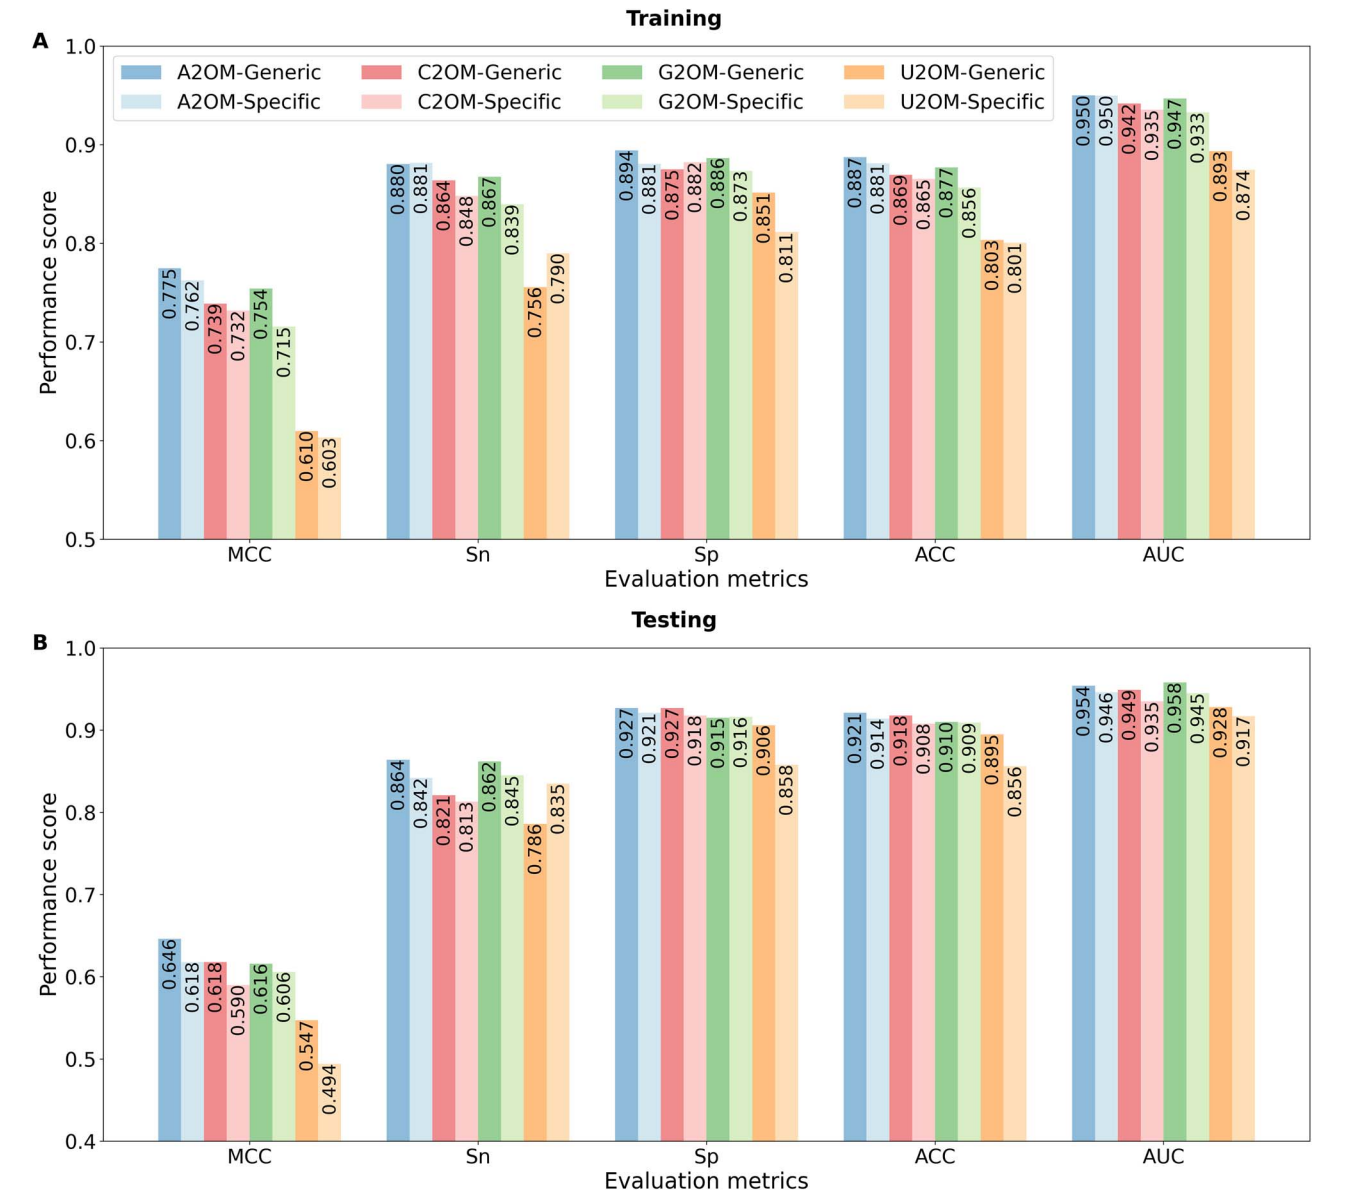 Training
A
1.0
A2OM-Generic C2OM-Generic G2OM-Generic U2OM-Generic
A2OM-Specific C2OM-Specific G2OM-Specific U2OM-Specific
0.9
0.8
0.7
0.6
0.5
Performance score
0.775 0.762 0.739 0.732 0.754 0.715 0.610 0.603
0.880 0.881 0.864 0.848 0.867 0.839 0.756 0.790
0.894 0.881 0.875 0.882 0.886 0.873 0.851 0.811
0.887 0.881 0.869 0.865 0.877 0.856 0.803 0.801
0.950 0.950 0.942 0.935 0.947 0.933 0.893 0.874
MCC Sn Sp ACC AUC
Evaluation metrics
Testing
B
1.0
0.9
0.8
0.7
0.6
0.5
0.4
Performance score
0.646 0.618 0.618 0.590 0.616 0.606 0.547 0.494
0.864 0.842 0.821 0.813 0.862 0.845 0.786 0.835
0.927 0.921 0.927 0.918 0.915 0.916 0.906 0.858
0.921 0.914 0.918 0.908 0.910 0.909 0.895 0.856
0.954 0.946 0.949 0.935 0.958 0.945 0.928 0.917
MCC Sn Sp ACC AUC
Evaluation metrics